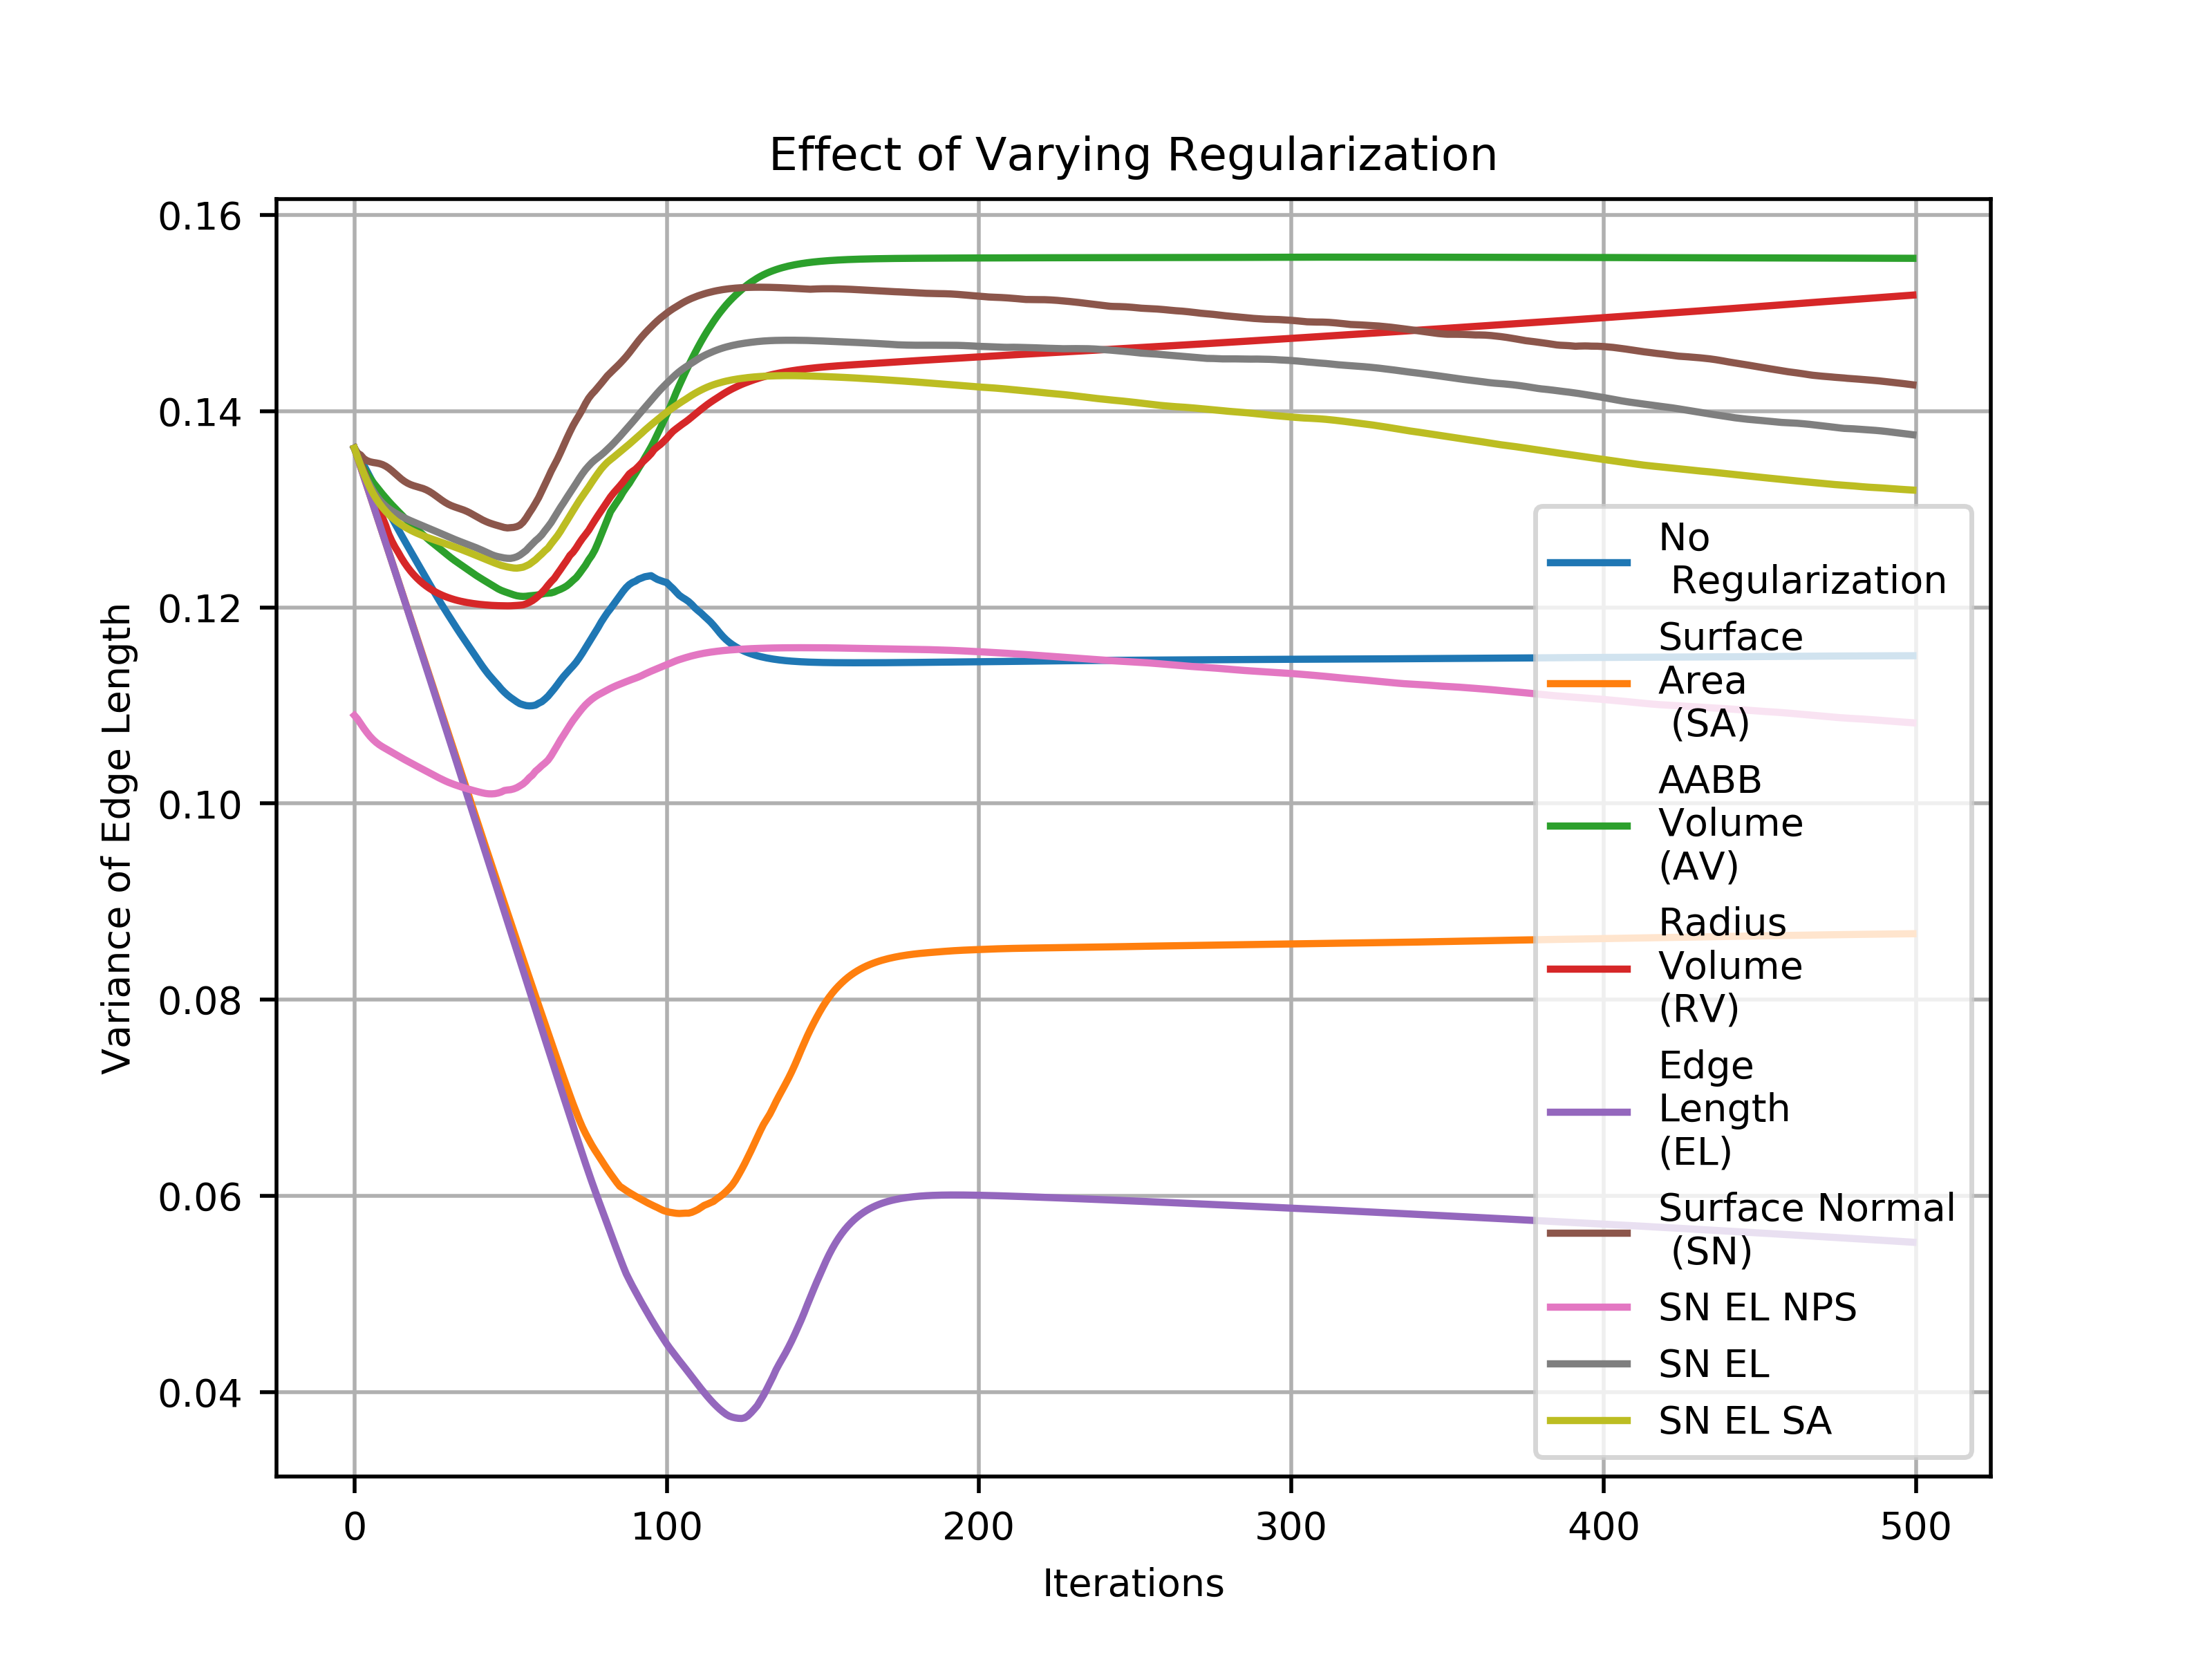 Effect of Varying Regularization
Variance of Edge Length
0.16
0.14
0.12
0.10
0.08
0.06
0.04
0
100
200
300
400
500
Iterations
No
Regularization
Surface
Area
(SA)
AABB
Volume
(AV)
Radius
Volume
(RV)
Edge
Length
(EL)
Surface Normal
(SN)
SN EL NPS
SN EL
SN EL SA